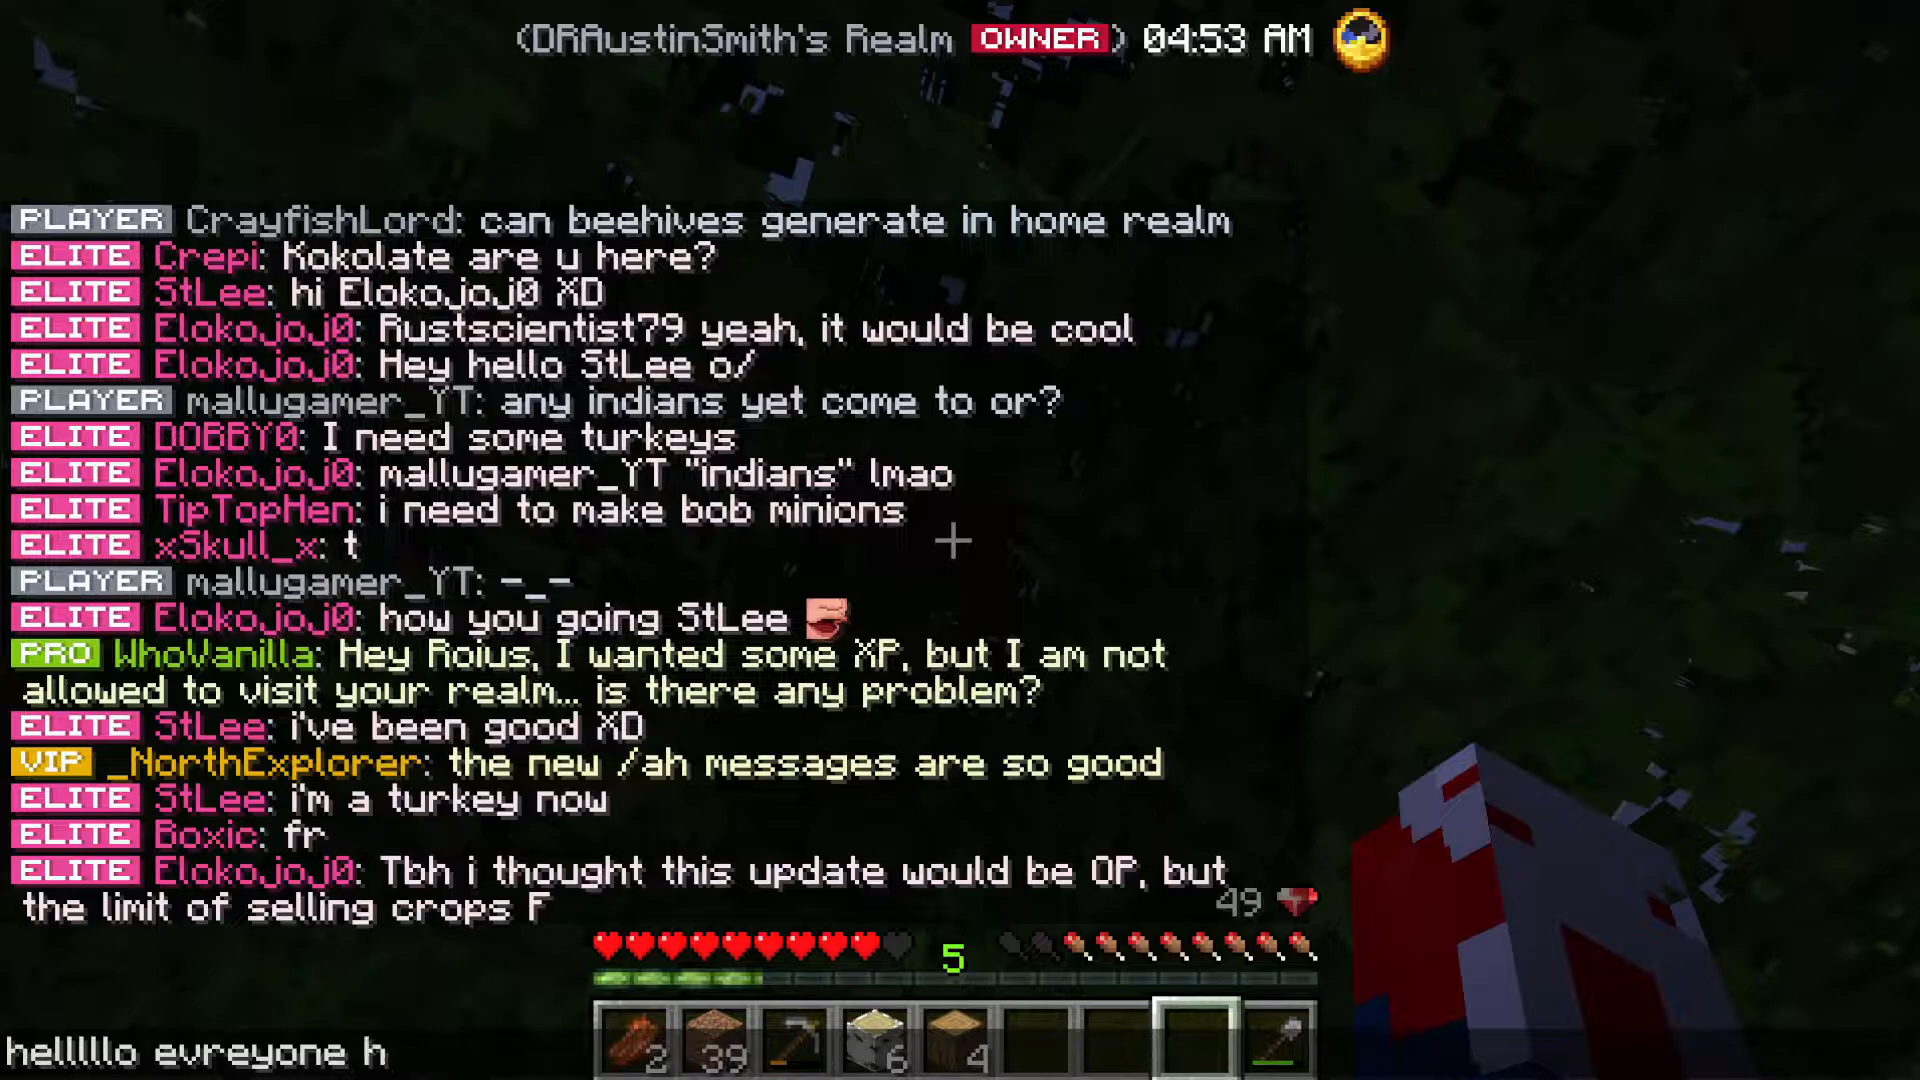 (DRAustinSmith's Realm OWNER) 04:53 AM
PLAYER CrayfishLord: can beehives generate in home realm
ELITE Crepi: Kokolate are u here?
ELITE StLee: hi Elokojoj0 XD
ELITE Elokojoj0: Rustscientist79 yeah, it would be cool
ELITE Elokojoj0: Hey hello StLee o/
PLAYER mallugamer_YT: any indians yet come to or?
ELITE DOBBY0: I need some turkeys
ELITE Elokojoj0: mallugamer_YT "indians" lmao
ELITE TipTopHen: i need to make bob minions
ELITE xSkull_x: t
PLAYER mallugamer_YT: -_-
ELITE Elokojoj0: how you going StLee
PRO WhoVanilla: Hey Roius, I wanted some XP, but I am not
allowed to visit your realm... is there any problem?
ELITE StLee: i've been good XD
VIP _NorthExplorer: the new /ah messages are so good
ELITE StLee: i'm a turkey now
ELITE Boxic: fr
ELITE Elokojoj0: Tbh i thought this update would be OP, but
the limit of selling crops F
49
5
2 39 6 4
helllllo evreyone h